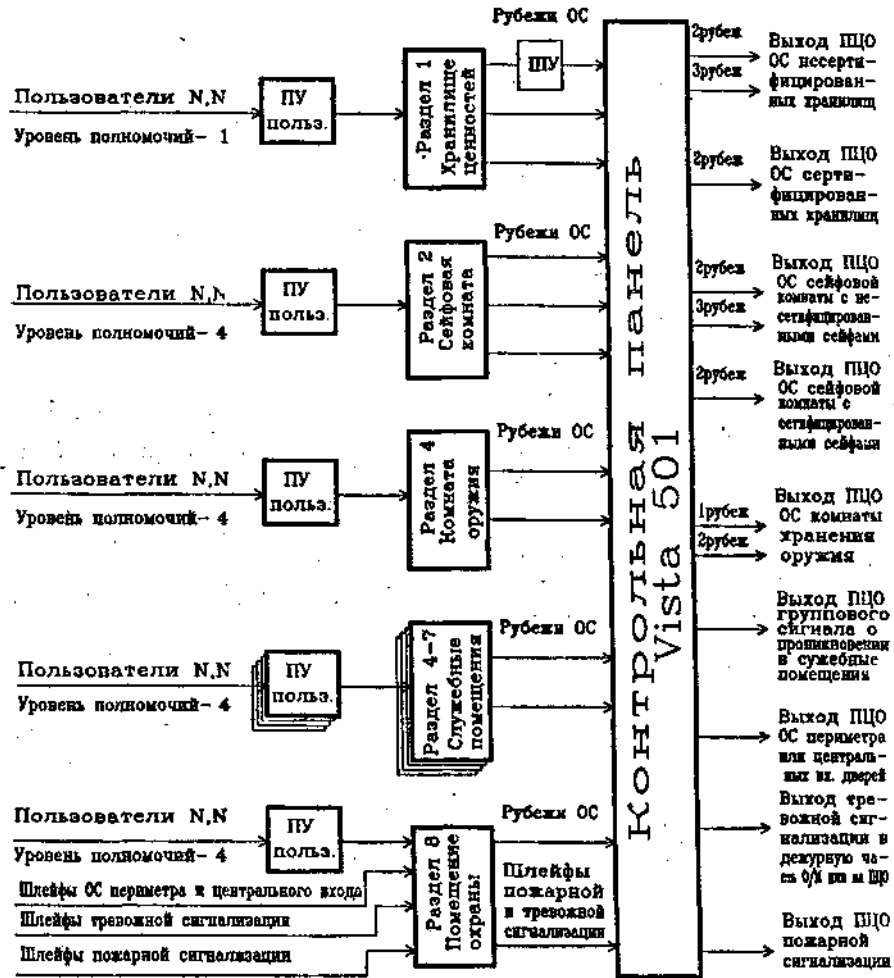 Рубежи ОС
Пользователи N,N
Уровень полномочий- 1
ПУ
польз.
Раздел 1
Хранилище
ценностей
ШУ
2рубеж
3рубеж
Выход ПЦО
ОС нссерти-
фицирован-
ных хранилищ
2рубеж
Выход ПЦО
ОС серти-
фицирован-
ных хранилищ
Рубежи ОС
Пользователи N,N
Уровень полномочий- 4
ПУ
польз.
Раздел 2
Сейфовая
комната
2рубеж
3рубеж
Выход ПЦО
ОС сейфовой
комнаты с не-
сетифицирован-
ными сейфами
2рубеж
Выход ПЦО
ОС сейфовой
комнаты с
сетифицирован-
ными сейфами
Рубежи ОС
Пользователи N,N
Уровень полномочий- 4
ПУ
польз.
Раздел 4
Комната
оружия
1рубеж
2рубеж
Выход ПЦО
ОС комнаты
хранения
оружия
Контрольная панель
Vista 501
Рубежи ОС
Пользователи N,N
Уровень полномочий- 4
ПУ
польз.
Раздел 4-7
Служебные
помещения
Выход ПЦО
группового
сигнала о
проникновении
в сужебные
помещения
Выход ПЦО
ОС периметра
или централь-
ных вх. дверей
Рубежи ОС
Пользователи N,N
Уровень полномочий- 4
ПУ
польз.
Раздел 8
Помещение
охраны
Шлейфы ОС периметра и центрального входа
Шлейфы тревожной сигнализации
Шлейфы пожарной сигнализации
Шлейфы
пожарной
и тревожной
сигнализации
Выход тре-
вожной сиг-
нализации в
дежурную ча-
сь О/М
Выход ПЦО
пожарной
сигнализации